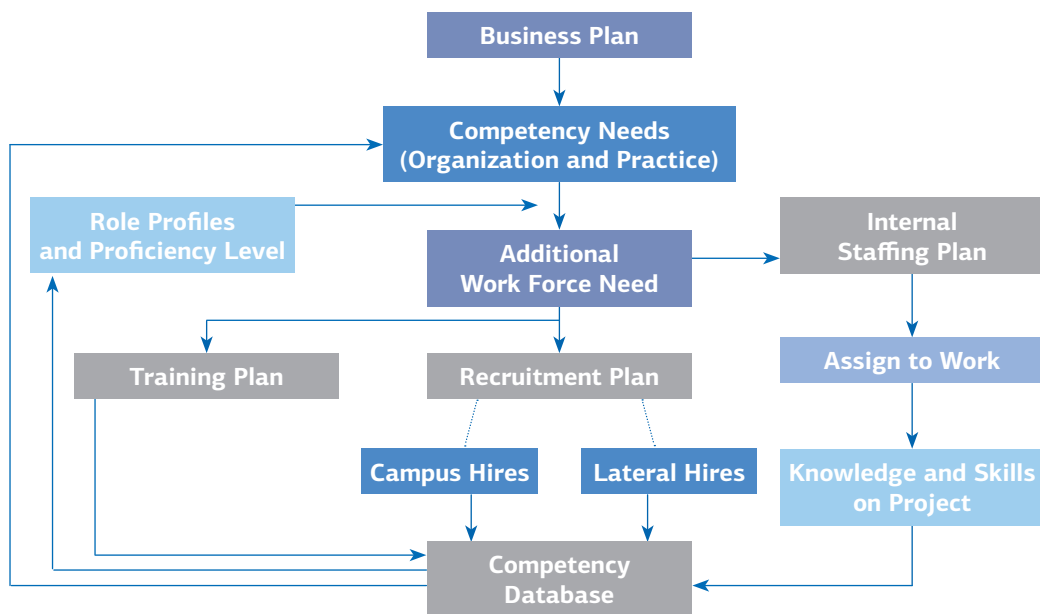 Business Plan
Competency Needs
(Organization and Practice)
Role Profiles
and Proficiency Level
Internal
Staffing Plan
Additional
Work Force Need
Training Plan
Recruitment Plan
Assign to Work
Campus Hires
Lateral Hires
Knowledge and Skills
on Project
Competency
Database